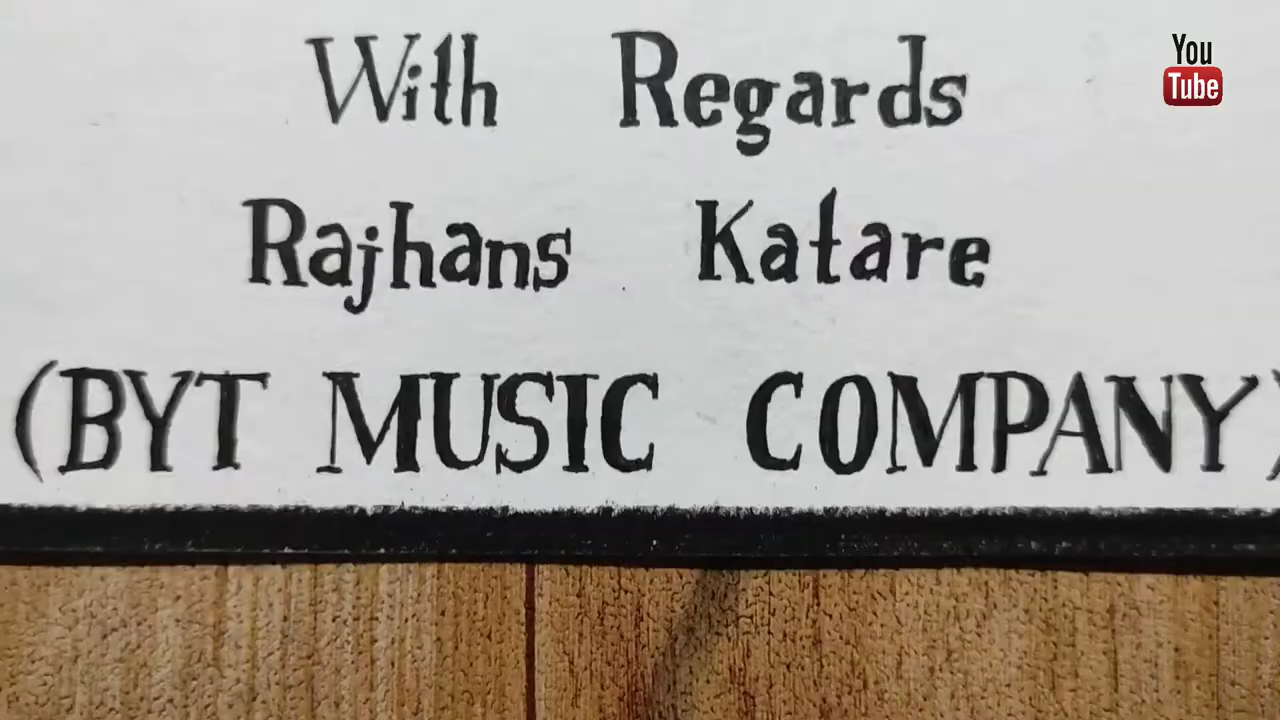 With Regards
You
Tube
Rajhans Katare
(BYT MUSIC COMPANY)